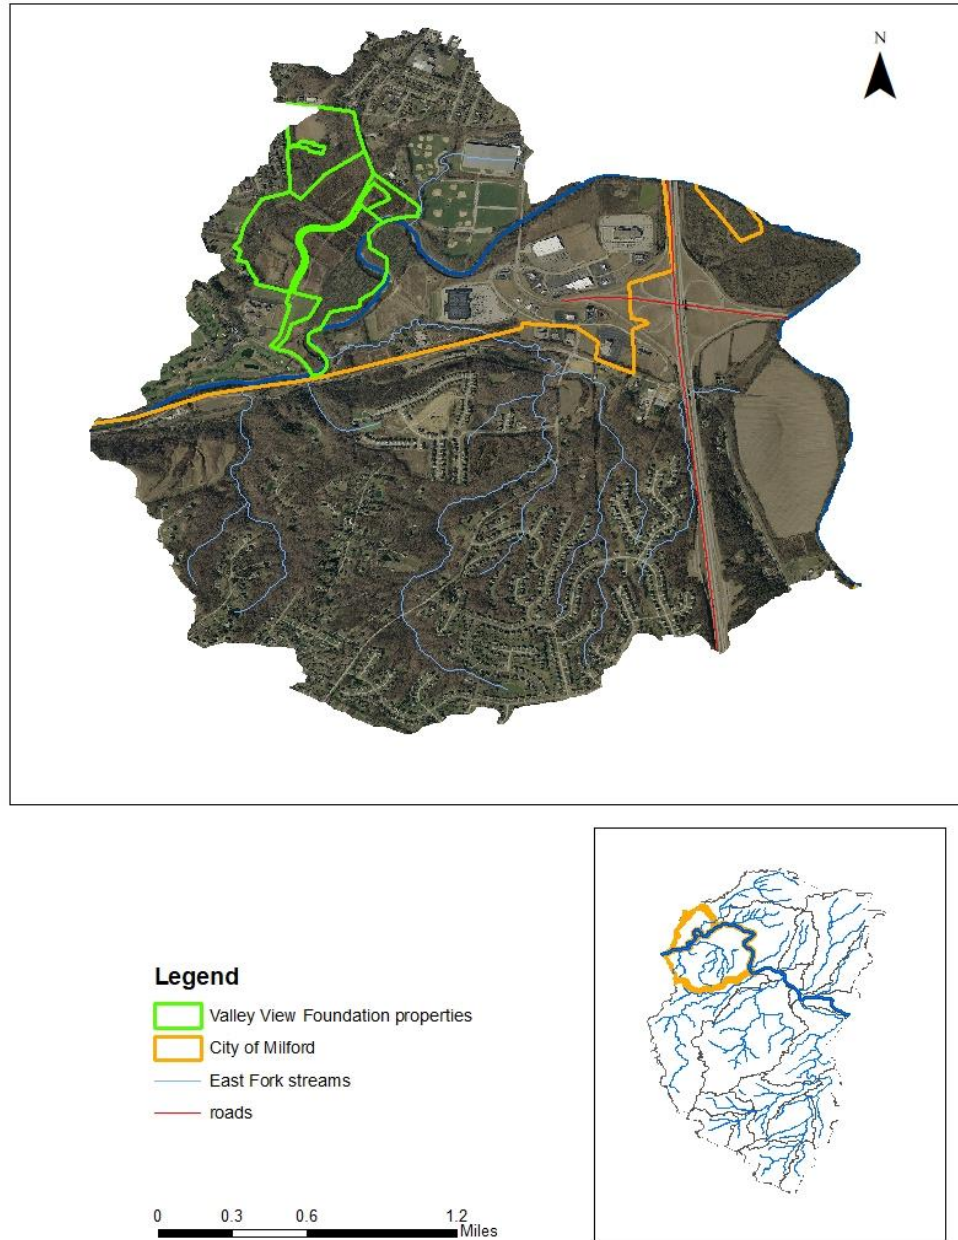 N
Legend
Valley View Foundation properties
City of Milford
East Fork streams
roads
0 0.3 0.6 1.2
Miles